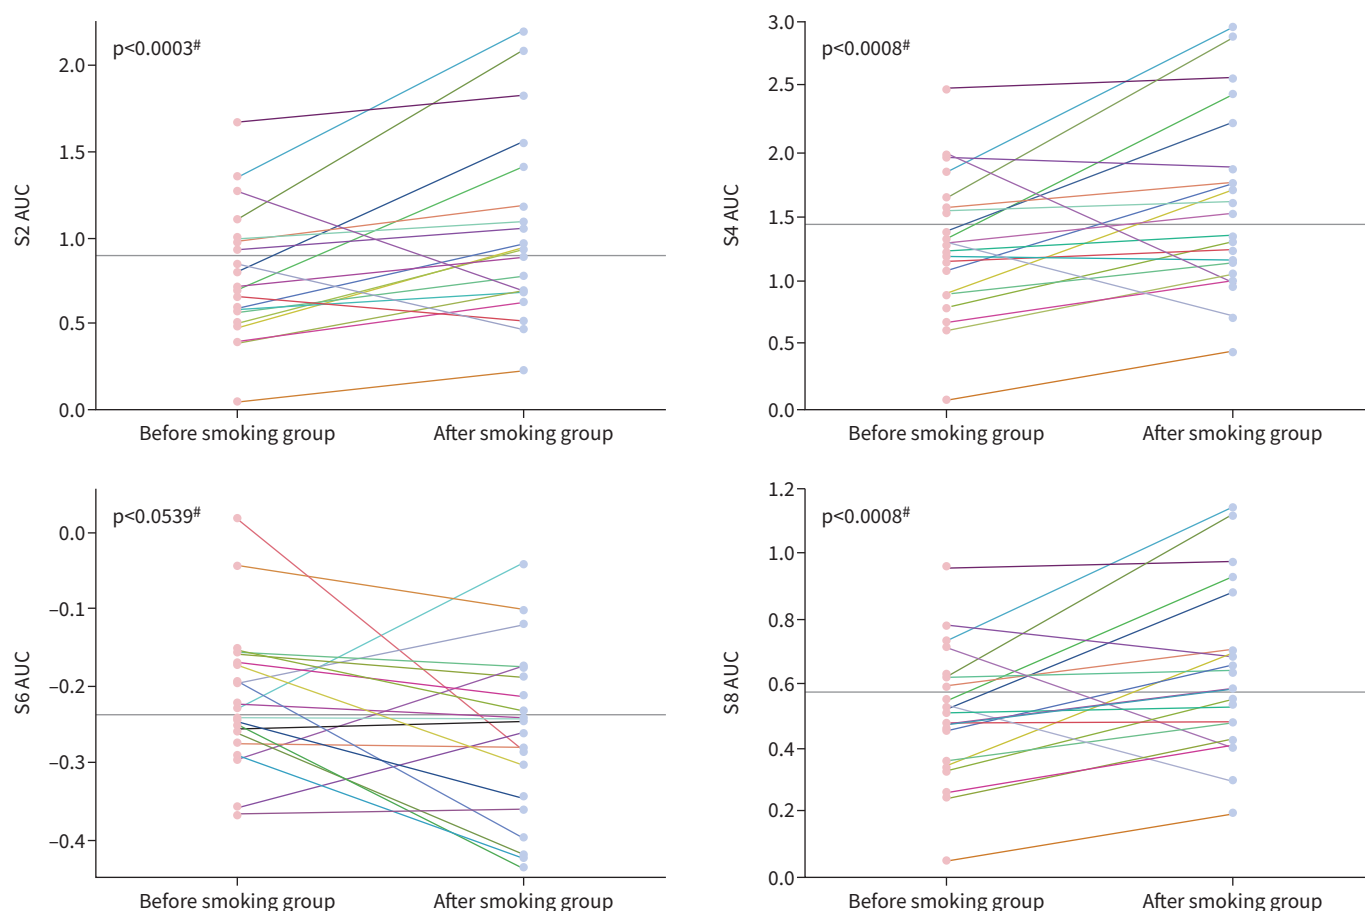 p<0.0003#
S2 AUC
2.0
1.5
1.0
0.5
0.0
Before smoking group
After smoking group
p<0.0008#
S4 AUC
3.0
2.5
2.0
1.5
1.0
0.5
0.0
Before smoking group
After smoking group
p<0.0539#
S6 AUC
0.0
–0.1
–0.2
–0.3
–0.4
Before smoking group
After smoking group
p<0.0008#
S8 AUC
1.2
1.0
0.8
0.6
0.4
0.2
0.0
Before smoking group
After smoking group